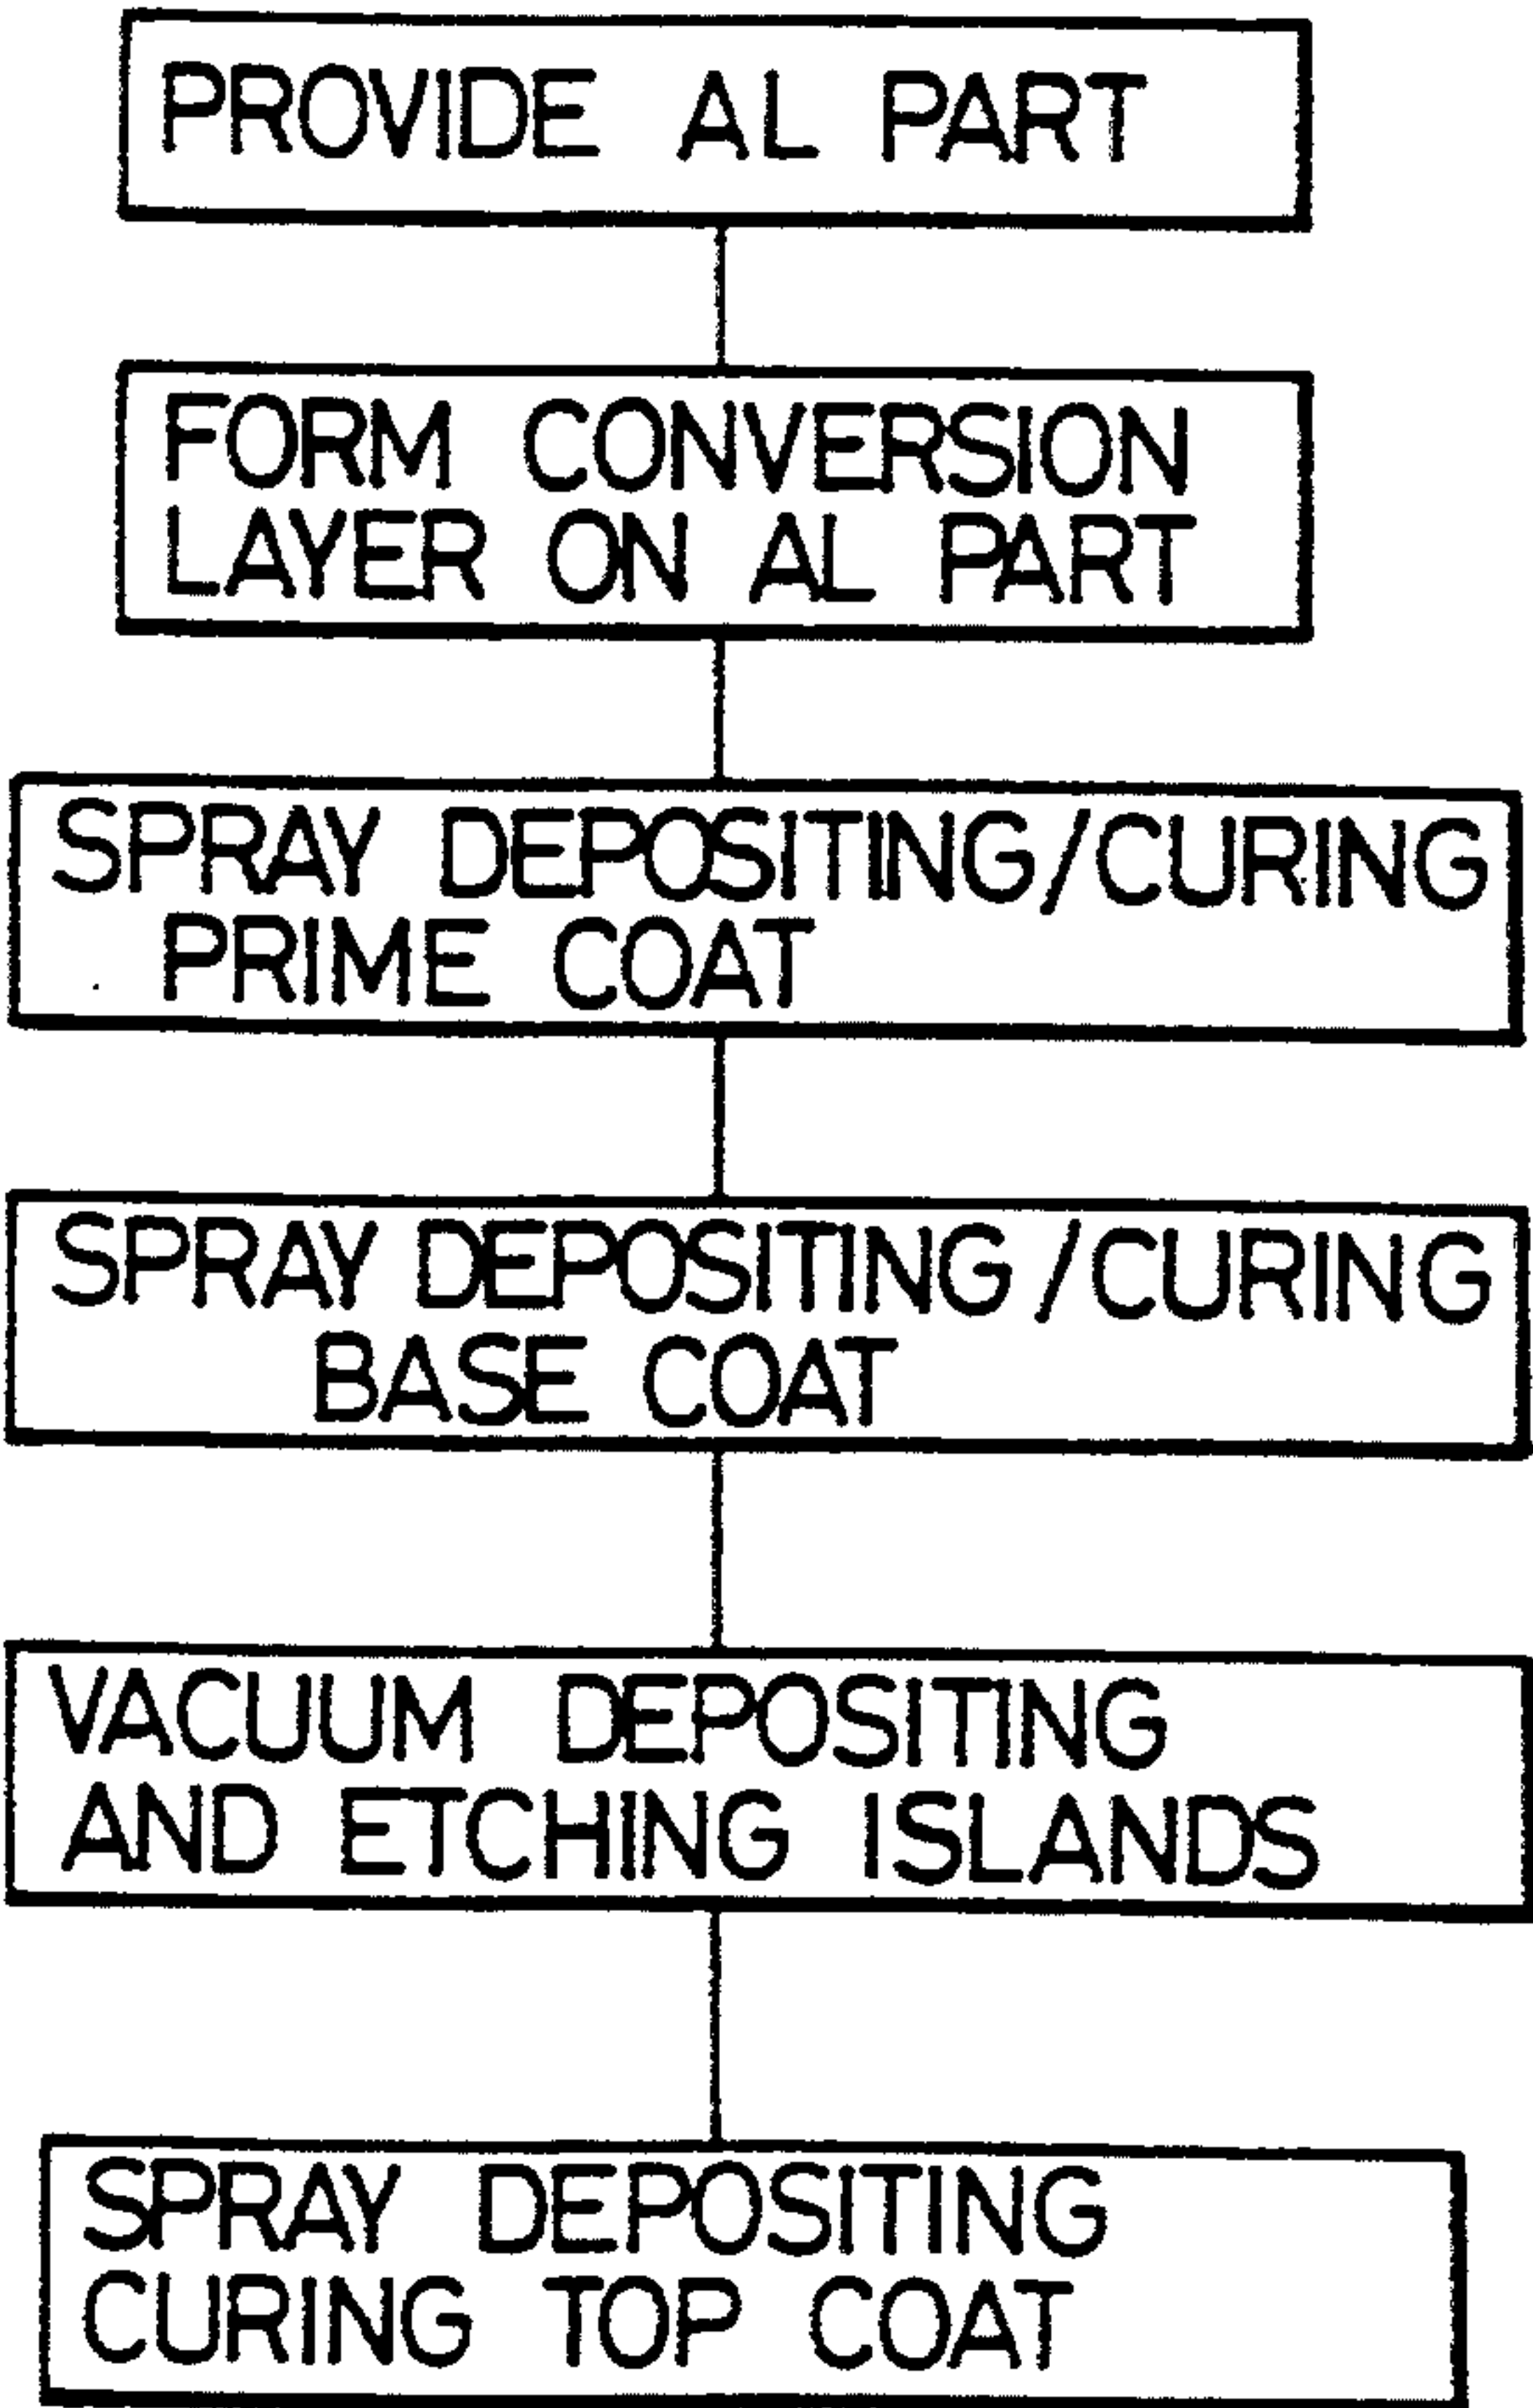 PROVIDE AL PART
FORM CONVERSION
LAYER ON AL PART
SPRAY DEPOSITING/CURING
PRIME COAT
SPRAY DEPOSITING/CURING
BASE COAT
VACUUM DEPOSITING
AND ETCHING ISLANDS
SPRAY DEPOSITING
CURING TOP COAT